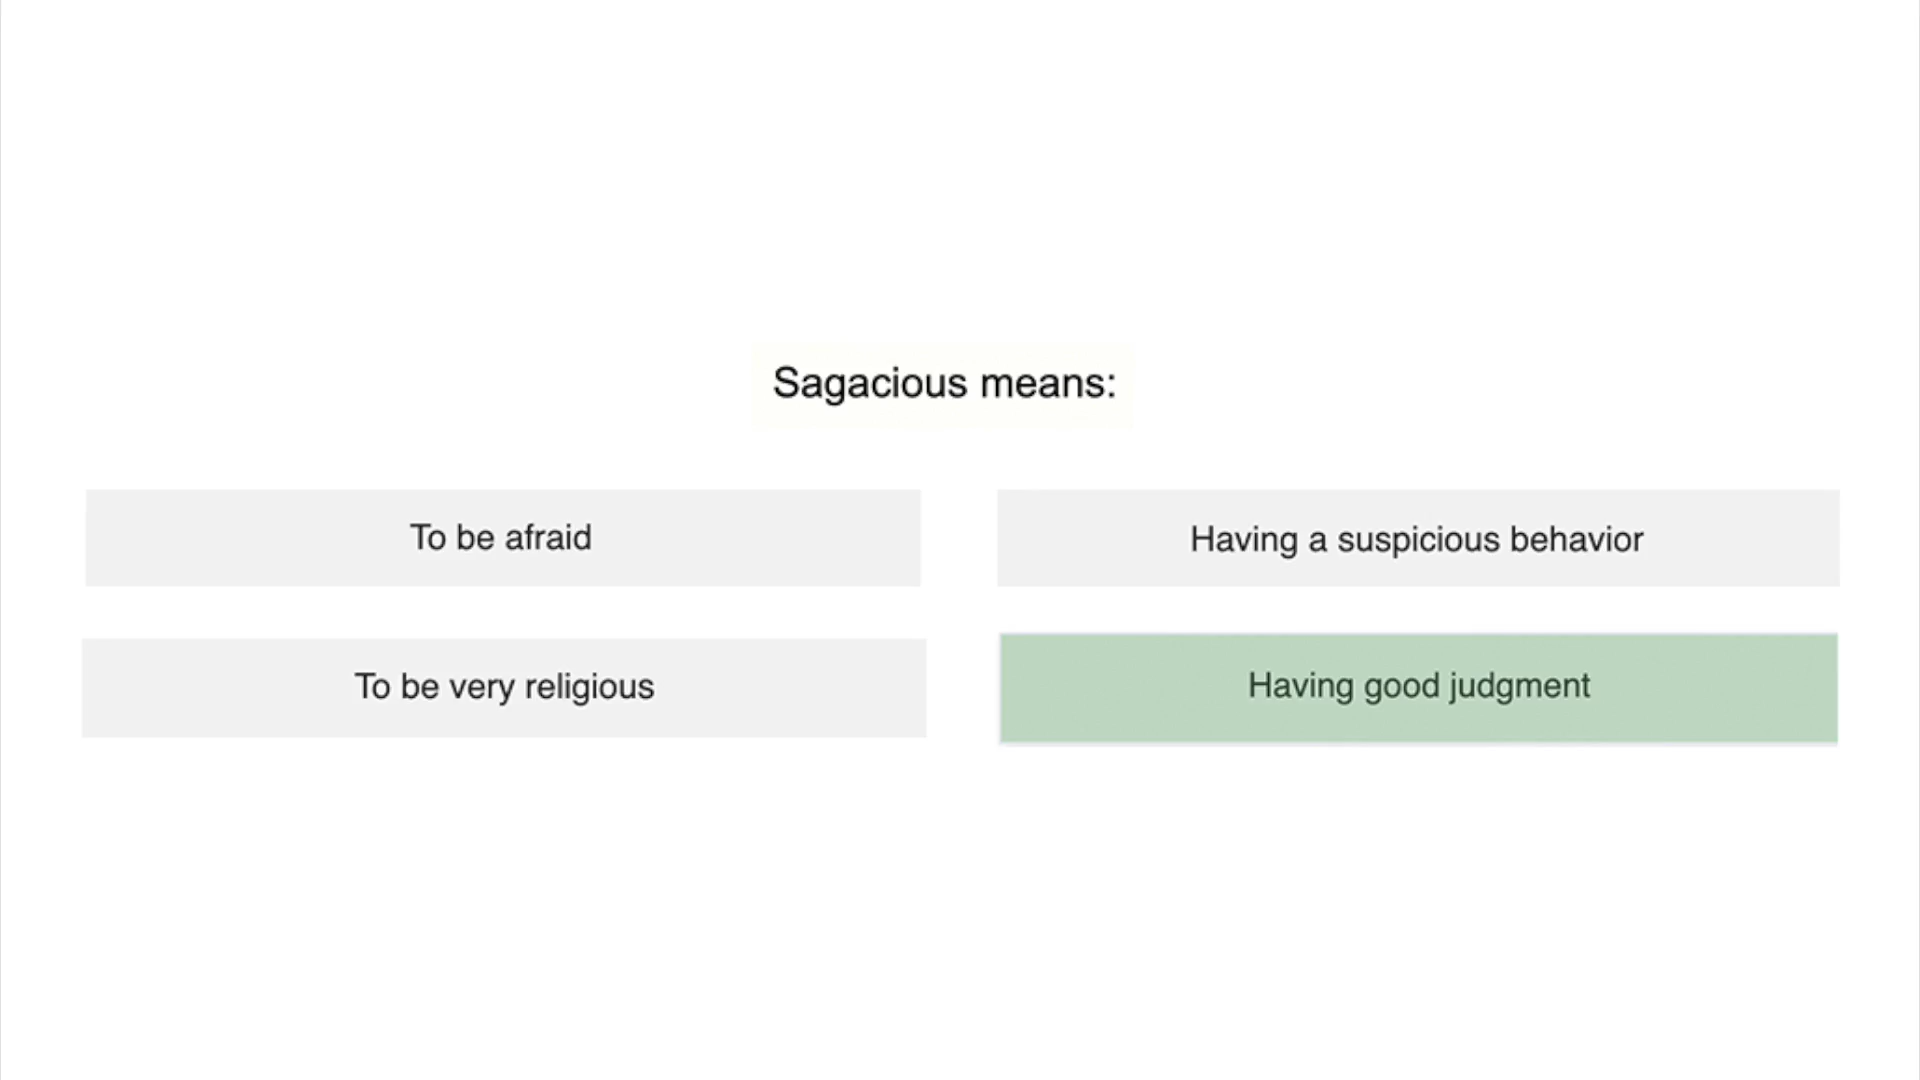 Sagacious means:
To be afraid
Having a suspicious behavior
To be very religious
Having good judgment